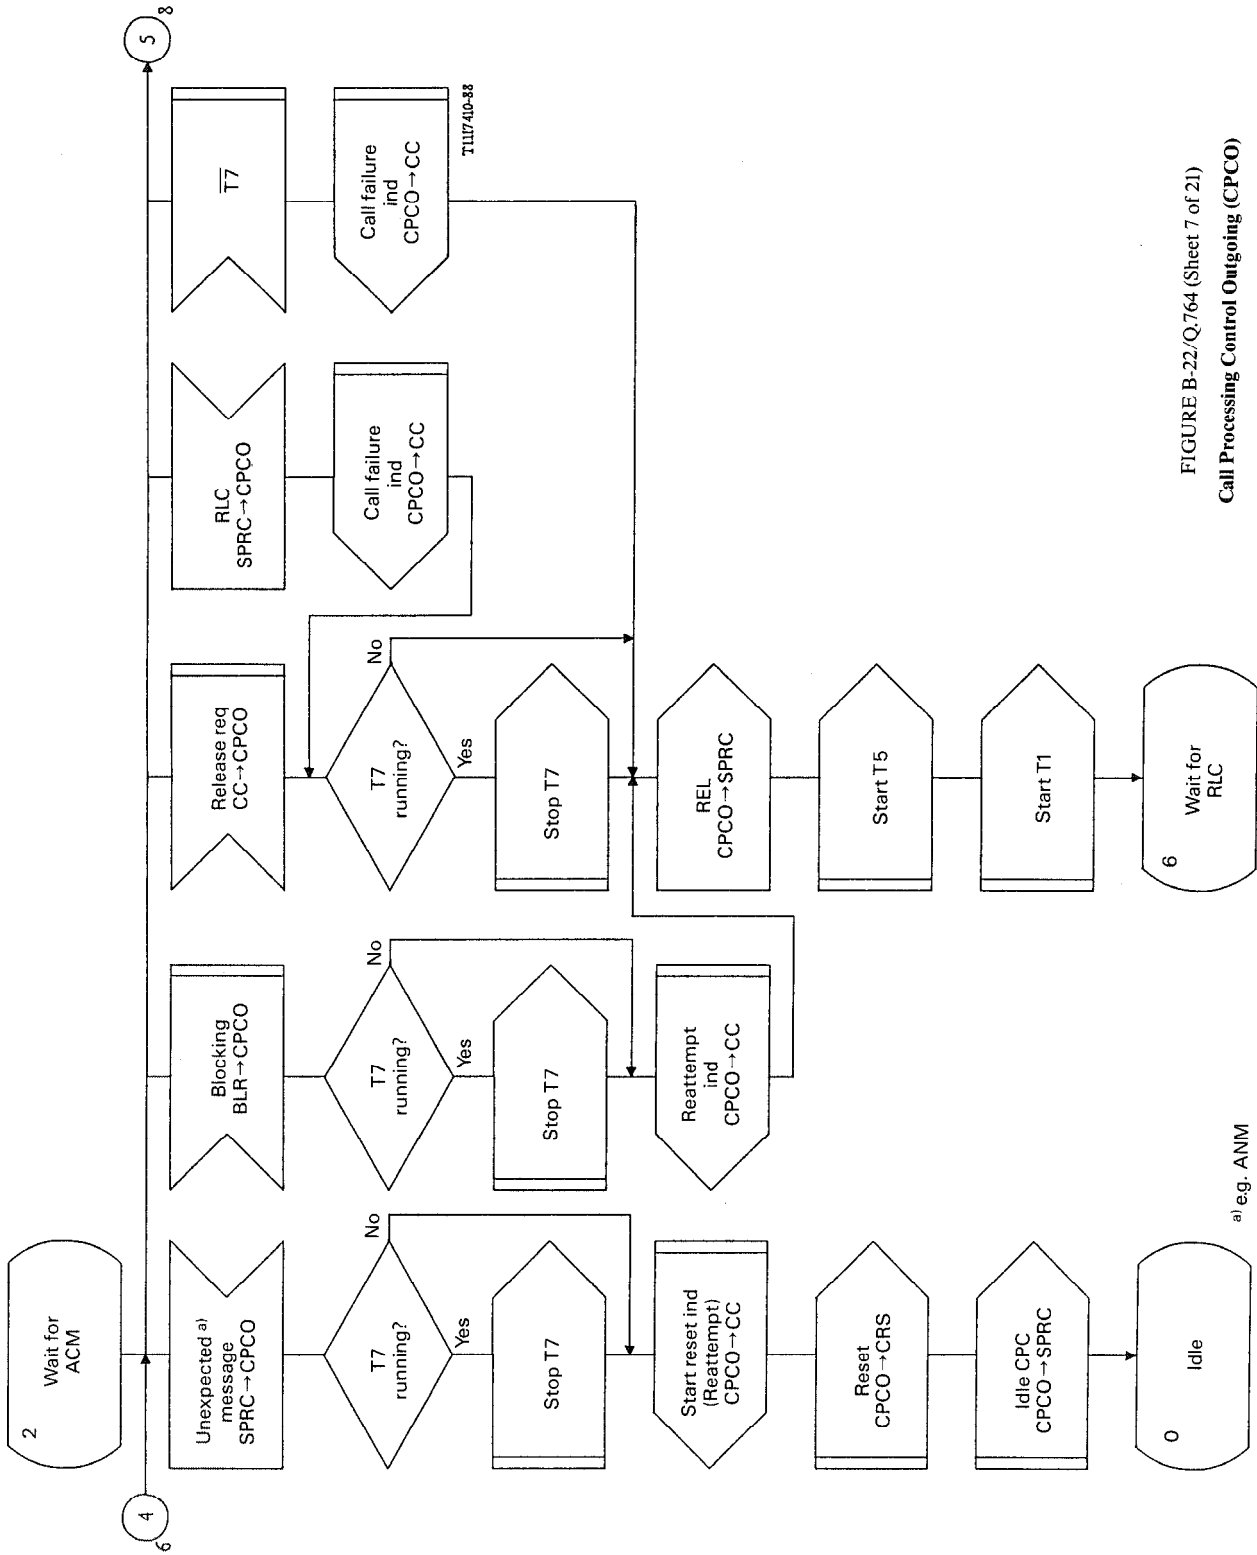 2
Wait for
ACM
4
6
5
8
Unexpected a)
message
SPRC→CPCO
T7
running?
No
Yes
Stop T7
Start reset ind
(Reattempt)
CPCO→CC
Reset
CPCO→CRS
Idle CPC
CPCO→SPRC
0
Idle
Blocking
BLR→CPCO
T7
running?
No
Yes
Stop T7
Reattempt
ind
CPCO→CC
Release req
CC→CPCO
T7
running?
No
Yes
Stop T7
REL
CPCO→SPRC
Start T5
Start T1
6
Wait for
RLC
RLC
SPRC→CPCO
Call failure
ind
CPCO→CC
T7
Call failure
ind
CPCO→CC
T1117410-88
a) e.g. ANM
FIGURE B-22/Q.764 (Sheet 7 of 21)
Call Processing Control Outgoing (CPCO)